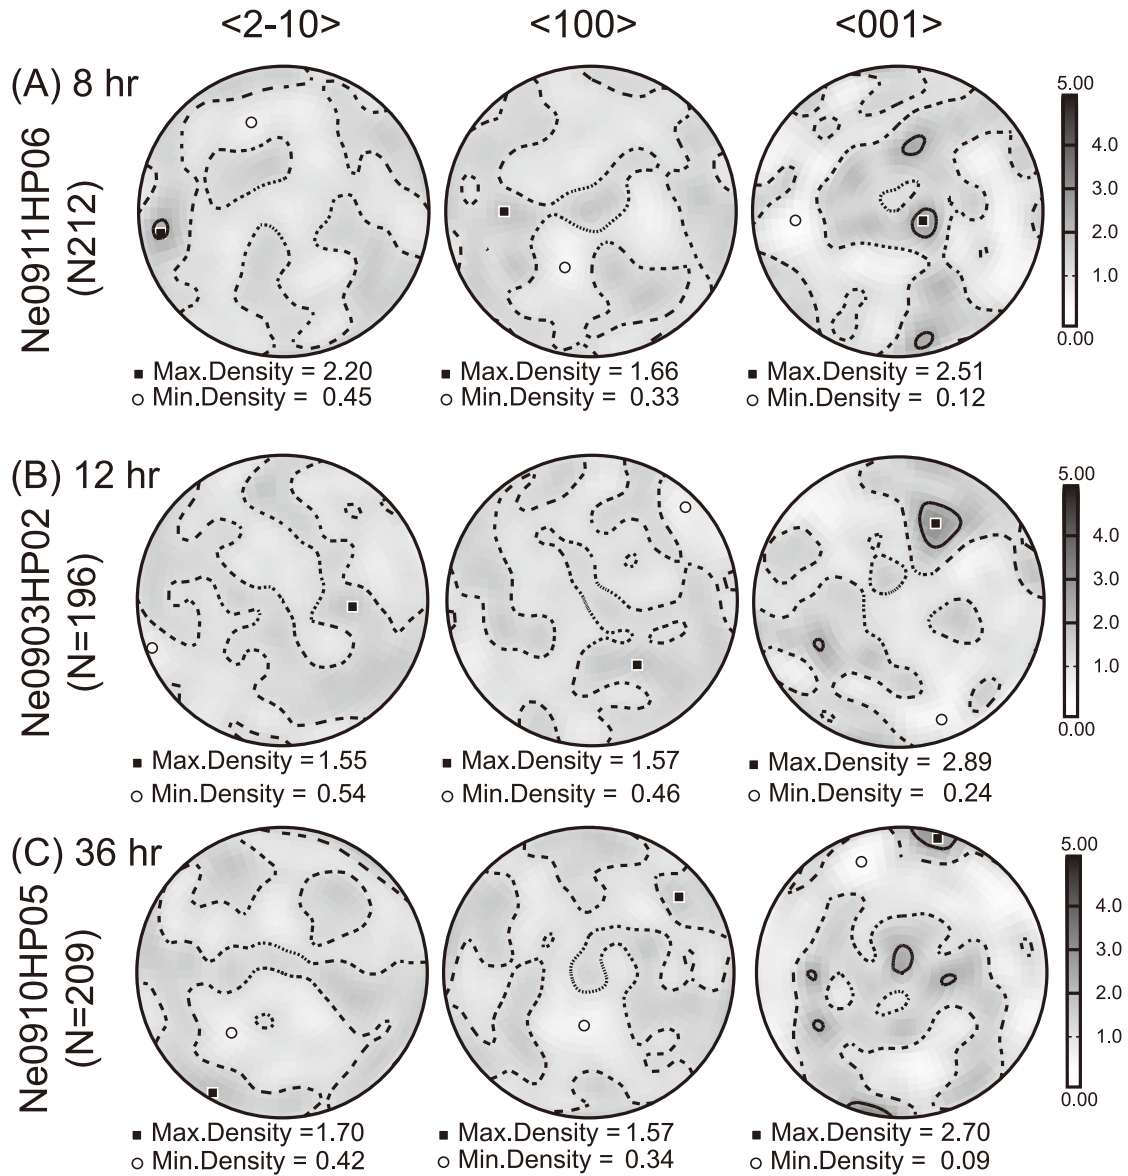 <2-10> <100> <001>
(A) 8 hr
Ne0911HP06
(N212)
5.00
4.0
3.0
2.0
1.0
0.00
■ Max.Density = 2.20
○ Min.Density = 0.45
■ Max.Density = 1.66
○ Min.Density = 0.33
■ Max.Density = 2.51
○ Min.Density = 0.12
(B) 12 hr
Ne0903HP02
(N=196)
5.00
4.0
3.0
2.0
1.0
0.00
■ Max.Density = 1.55
○ Min.Density = 0.54
■ Max.Density = 1.57
○ Min.Density = 0.46
■ Max.Density = 2.89
○ Min.Density = 0.24
(C) 36 hr
Ne0910HP05
(N=209)
5.00
4.0
3.0
2.0
1.0
0.00
■ Max.Density =1.70
○ Min.Density = 0.42
■ Max.Density =1.57
○ Min.Density = 0.34
■ Max.Density = 2.70
○ Min.Density = 0.09